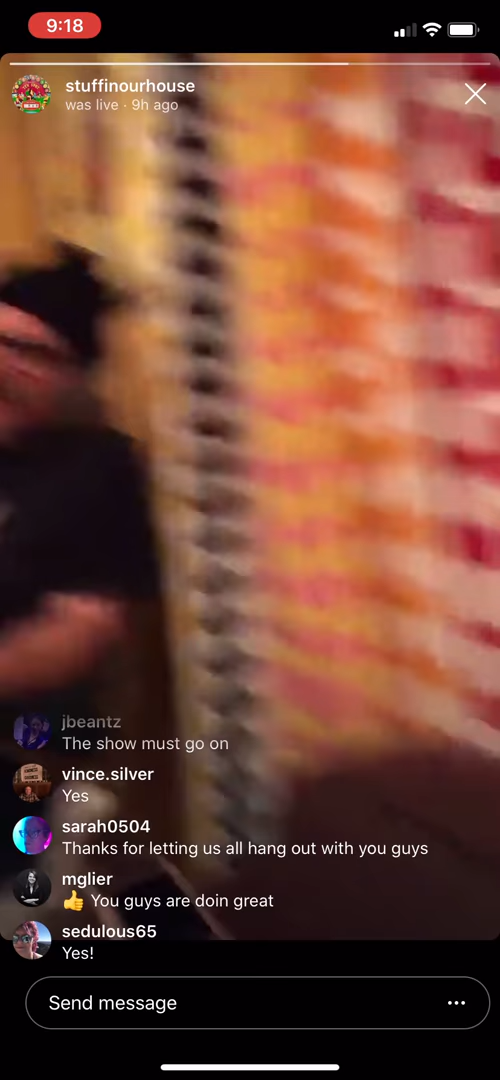 9:18
stuffinourhouse
was live · 9h ago
jbeantz
The show must go on
vince.silver
Yes
sarah0504
Thanks for letting us all hang out with you guys
mglier
👍 You guys are doin great
sedulous65
Yes!
Send message